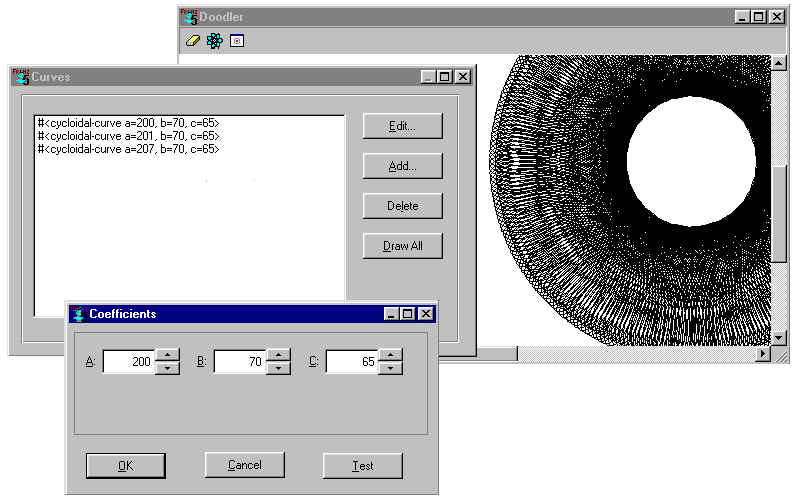 Doodler
Curves
#<cycloidal-curve a=200, b=70, c=65>
#<cycloidal-curve a=201, b=70, c=65>
#<cycloidal-curve a=207, b=70, c=65>
Edit...
Add...
Delete
Draw All
Coefficients
A: 200 B: 70 C: 65
OK Cancel Test